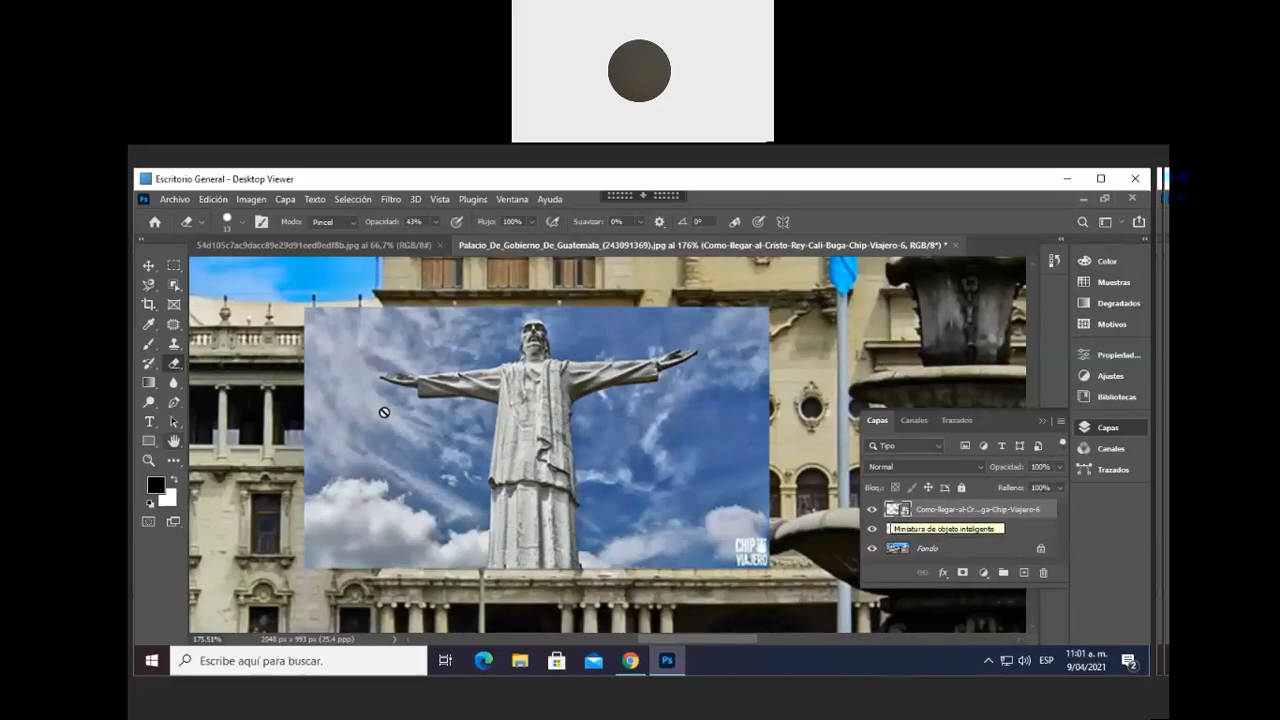 Escritorio General - Desktop Viewer
Archivo Edición Imagen Capa Texto Selección Filtro 3D Vista Plugins Ventana Ayuda
13 Modo: Pincel Opacidad: 43% Flujo: 100% Suavizar: 0% 0°
54d105c7ac9dacc89e29d91eed0edf8b.jpg al 66,7% (RGB/8#) × Palacio_De_Gobierno_De_Guatemala_(243091369).jpg al 176% (Como-llegar-al-Cristo-Rey-Cali-Buga-Chip-Viajero-6, RGB/8*) * ×
Color
Muestras
Degradados
Motivos
Propiedad...
Ajustes
Bibliotecas
Capas
Canales
Trazados
Capas Canales Trazados
Tipo
Normal Opacidad: 100%
Bloq.: Relleno: 100%
Como-llegar-al-Cr...ga-Chip-Viajero-6
Miniatura de objeto inteligente
Fondo
CHIP
VIAJERO
175,51% 2048 px x 993 px (25,4 ppp)
Escribe aquí para buscar.
ESP
11:01 a. m.
9/04/2021
2